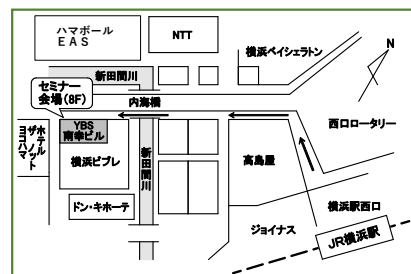 ハマボール
ＥＡＳ
NTT
横浜ベイシェラトン
N
新田間川
セミナー
会場(8F)
内海橋
西口ロータリー
YBS
南幸ビル
ホテル
ザ・ノット
ヨコハマ
横浜ビブレ
新田間川
高島屋
ドン・キホーテ
ジョイナス
横浜駅西口
JR横浜駅